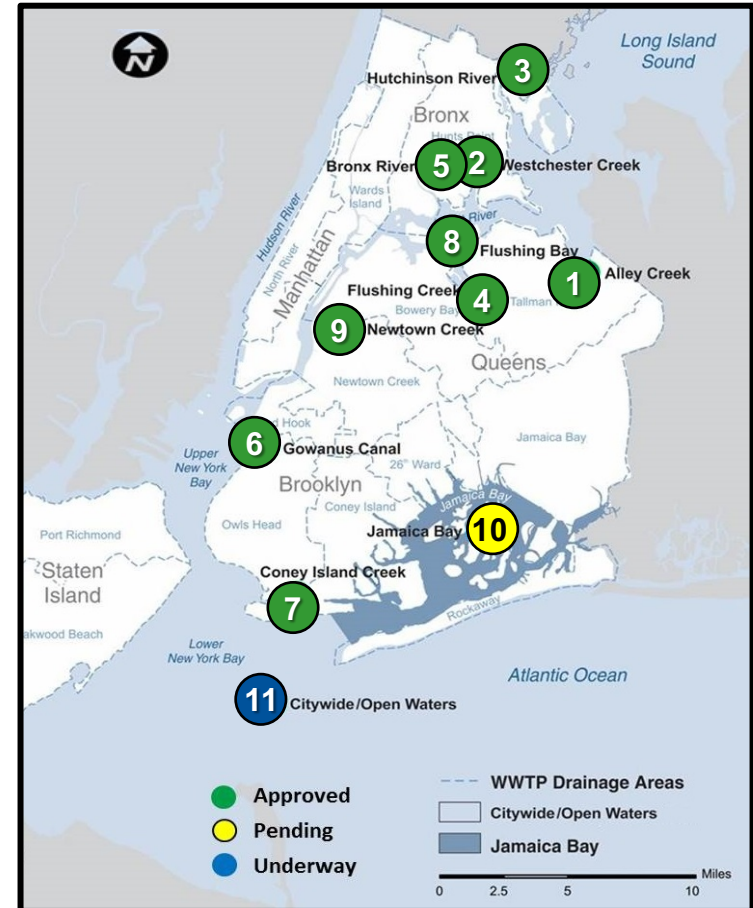 N
Long Island
Sound
3
Hutchinson River
Bronx
Hunts Point
Bronx River
5
2
Westchester Creek
Wards
Island
River
Hudson River
North River
Manhattan
8
Flushing Bay
1
Alley Creek
Flushing Creek
4
Tallman
Bowery Bay
9
Newtown Creek
Queens
Newtown Creek
Hook
6
Gowanus Canal
Upper
New York
Bay
26th Ward
Jamaica Bay
Brooklyn
Coney Island
Jamaica Bay
Owls Head
Jamaica Bay
10
Port Richmond
Staten
Island
Coney Island Creek
7
Rockaway
akwood Beach
Lower
New York Bay
Atlantic Ocean
11
Citywide/Open Waters
Approved
Pending
Underway
WWTP Drainage Areas
Citywide/Open Waters
Jamaica Bay
Miles
0 2.5 5 10